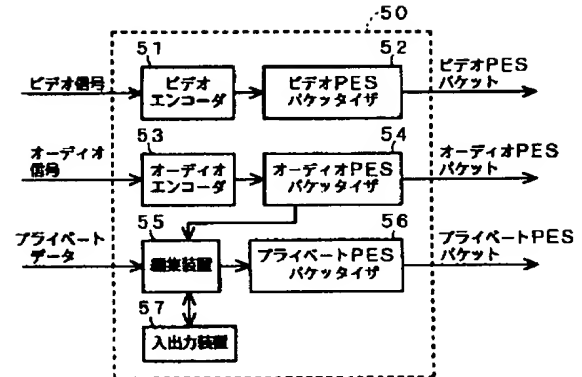 50
51
52
ビデオ信号
ビデオ
エンコーダ
ビデオPES
パケッタイザ
ビデオPES
パケット
53
54
オーディオ
信号
オーディオ
エンコーダ
オーディオPES
パケッタイザ
オーディオPES
パケット
55
56
プライベート
データ
編集装置
プライベートPES
パケッタイザ
プライベートPES
パケット
57
入出力装置